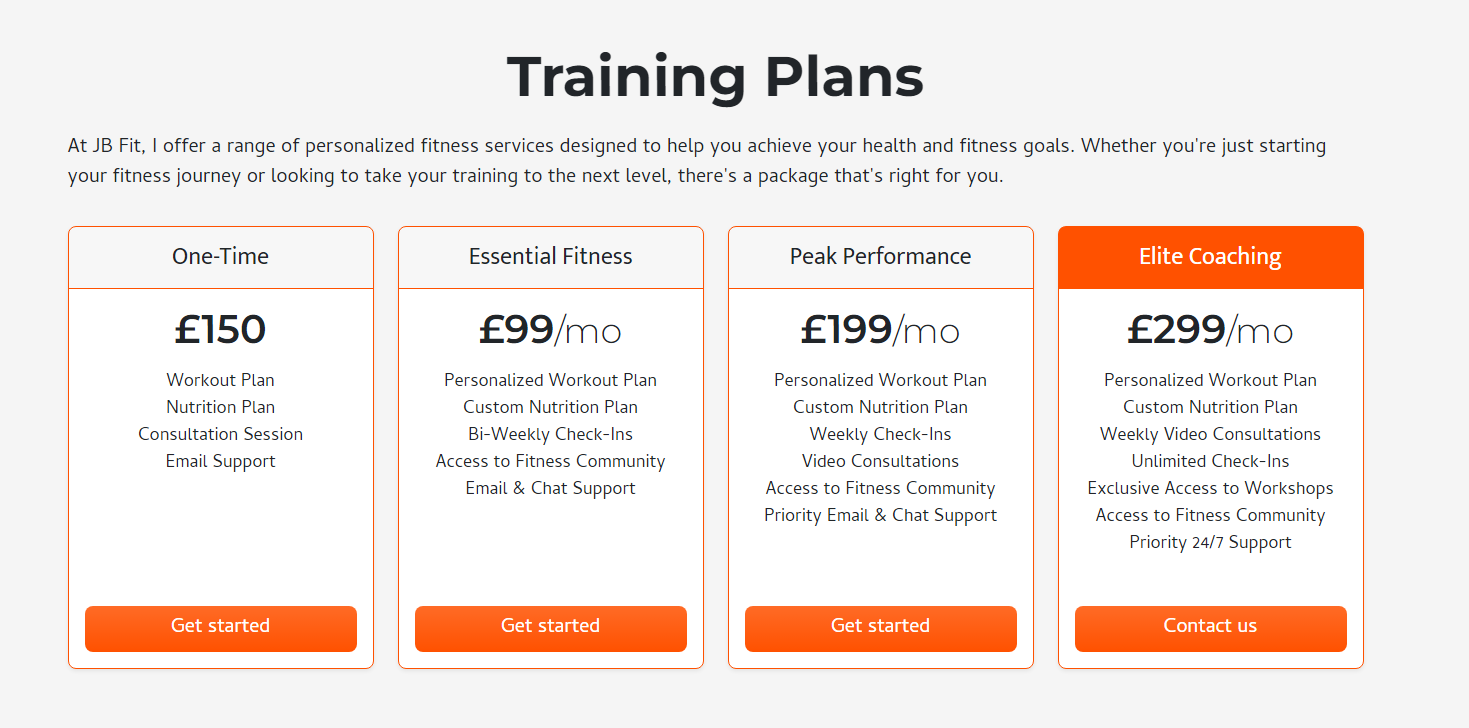 Training Plans
At JB Fit, I offer a range of personalized fitness services designed to help you achieve your health and fitness goals. Whether you're just starting
your fitness journey or looking to take your training to the next level, there's a package that's right for you.
One-Time
£150
Workout Plan
Nutrition Plan
Consultation Session
Email Support
Get started
Essential Fitness
£99/mo
Personalized Workout Plan
Custom Nutrition Plan
Bi-Weekly Check-Ins
Access to Fitness Community
Email & Chat Support
Get started
Peak Performance
£199/mo
Personalized Workout Plan
Custom Nutrition Plan
Weekly Check-Ins
Video Consultations
Access to Fitness Community
Priority Email & Chat Support
Get started
Elite Coaching
£299/mo
Personalized Workout Plan
Custom Nutrition Plan
Weekly Video Consultations
Unlimited Check-Ins
Exclusive Access to Workshops
Access to Fitness Community
Priority 24/7 Support
Contact us